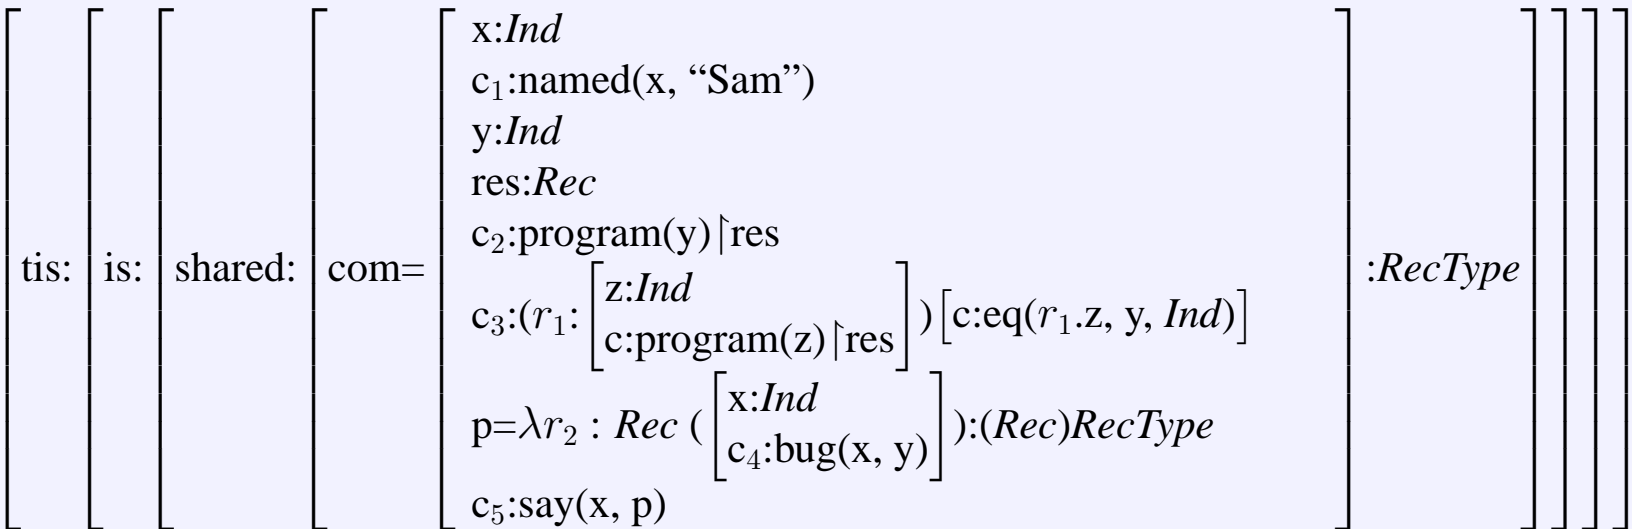 x:Ind
c₁:named(x, “Sam”)
y:Ind
res:Rec
c₂:program(y)↾res
tis: is: shared: com= :RecType
z:Ind
c₃:(r₁: )[c:eq(r₁.z, y, Ind)]
c:program(z)↾res
x:Ind
p=λr₂ : Rec ( ):(Rec)RecType
c₄:bug(x, y)
c₅:say(x, p)